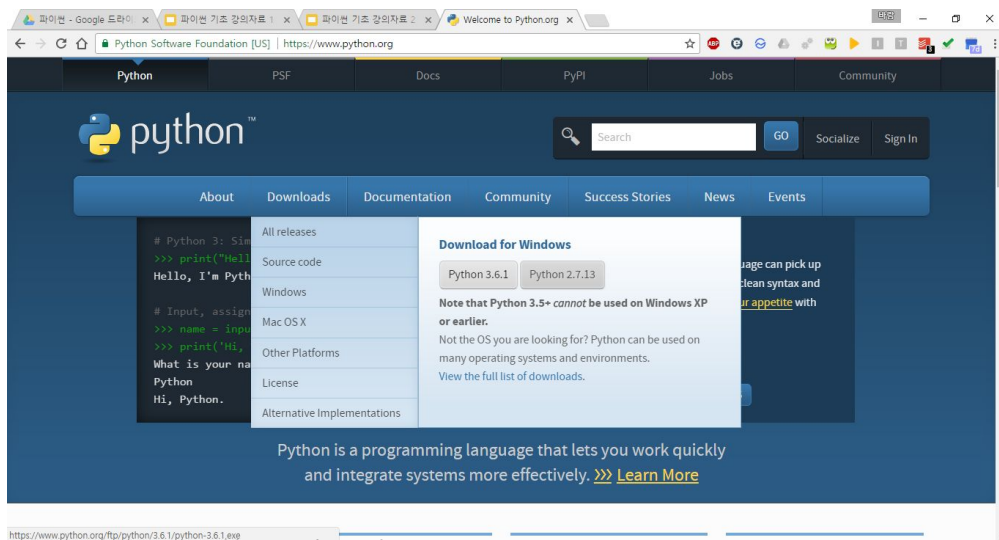 파이썬 - Google 드라이
파이썬 기초 강의자료 1
파이썬 기초 강의자료 2
Welcome to Python.org
바람
Python Software Foundation [US] | https://www.python.org
ABP
3
7d
Python PSF Docs PyPI Jobs Community
python™
Search GO Socialize Sign In
About Downloads Documentation Community Success Stories News Events
# Python 3: Sim
>>> print("Hell
Hello, I'm Pyth
# Input, assign
>>> name = inpu
>>> print('Hi,
What is your na
Python
Hi, Python.
All releases
Source code
Windows
Mac OS X
Other Platforms
License
Alternative Implementations
Download for Windows
Python 3.6.1 Python 2.7.13
Note that Python 3.5+ cannot be used on Windows XP
or earlier.
Not the OS you are looking for? Python can be used on
many operating systems and environments.
View the full list of downloads.
uage can pick up
clean syntax and
ur appetite with
Python is a programming language that lets you work quickly
and integrate systems more effectively. >>> Learn More
https://www.python.org/ftp/python/3.6.1/python-3.6.1.exe